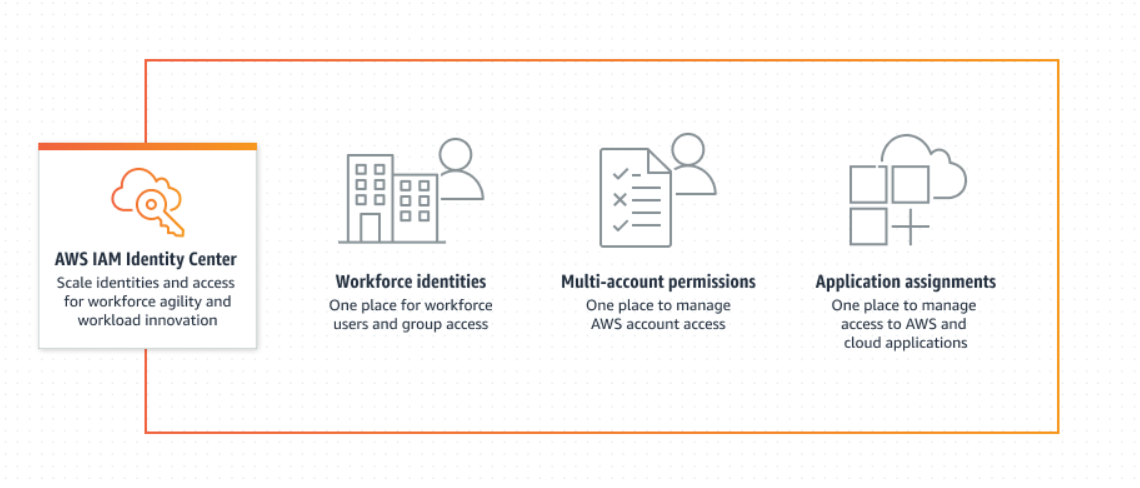 AWS IAM Identity Center
Scale identities and access
for workforce agility and
workload innovation
Workforce identities
One place for workforce
users and group access
Multi-account permissions
One place to manage
AWS account access
Application assignments
One place to manage
access to AWS and
cloud applications